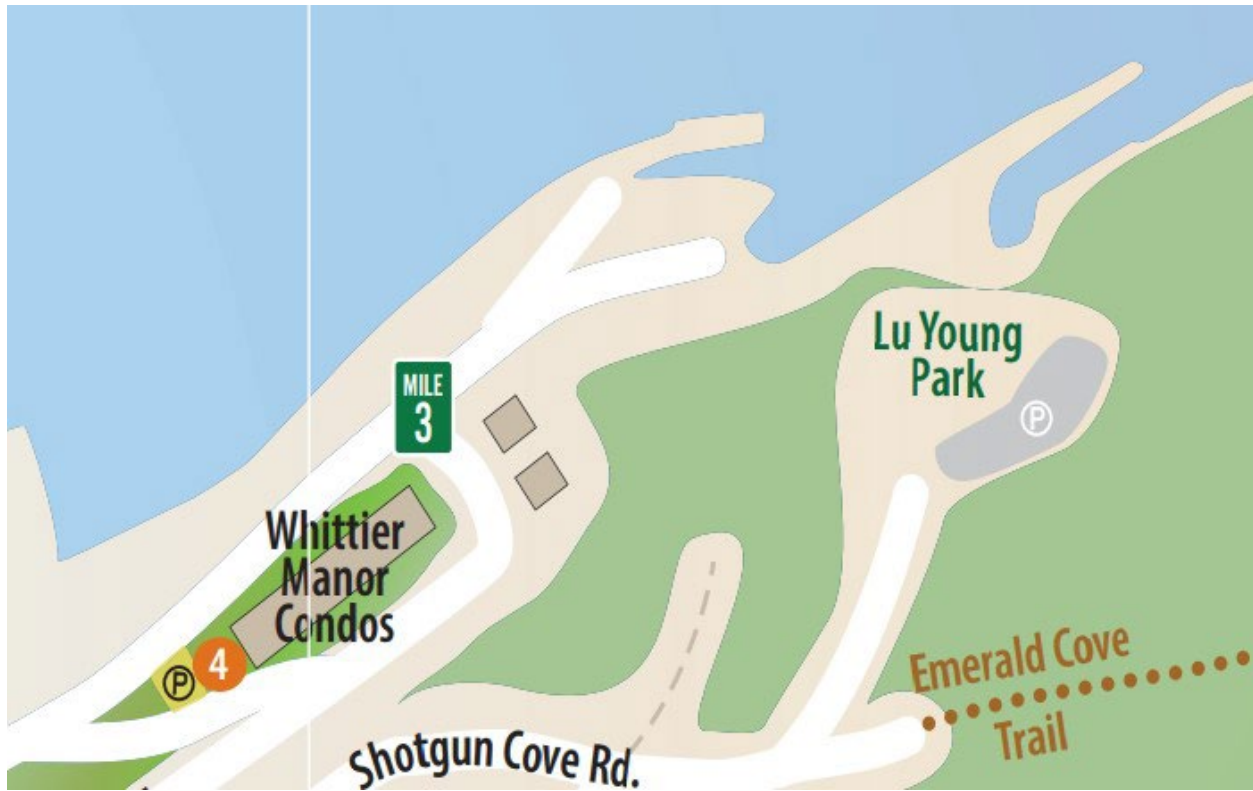 Lu Young
Park
P
MILE
3
Whittier
Manor
Condos
4
P
Emerald Cove
Trail
Shotgun Cove Rd.